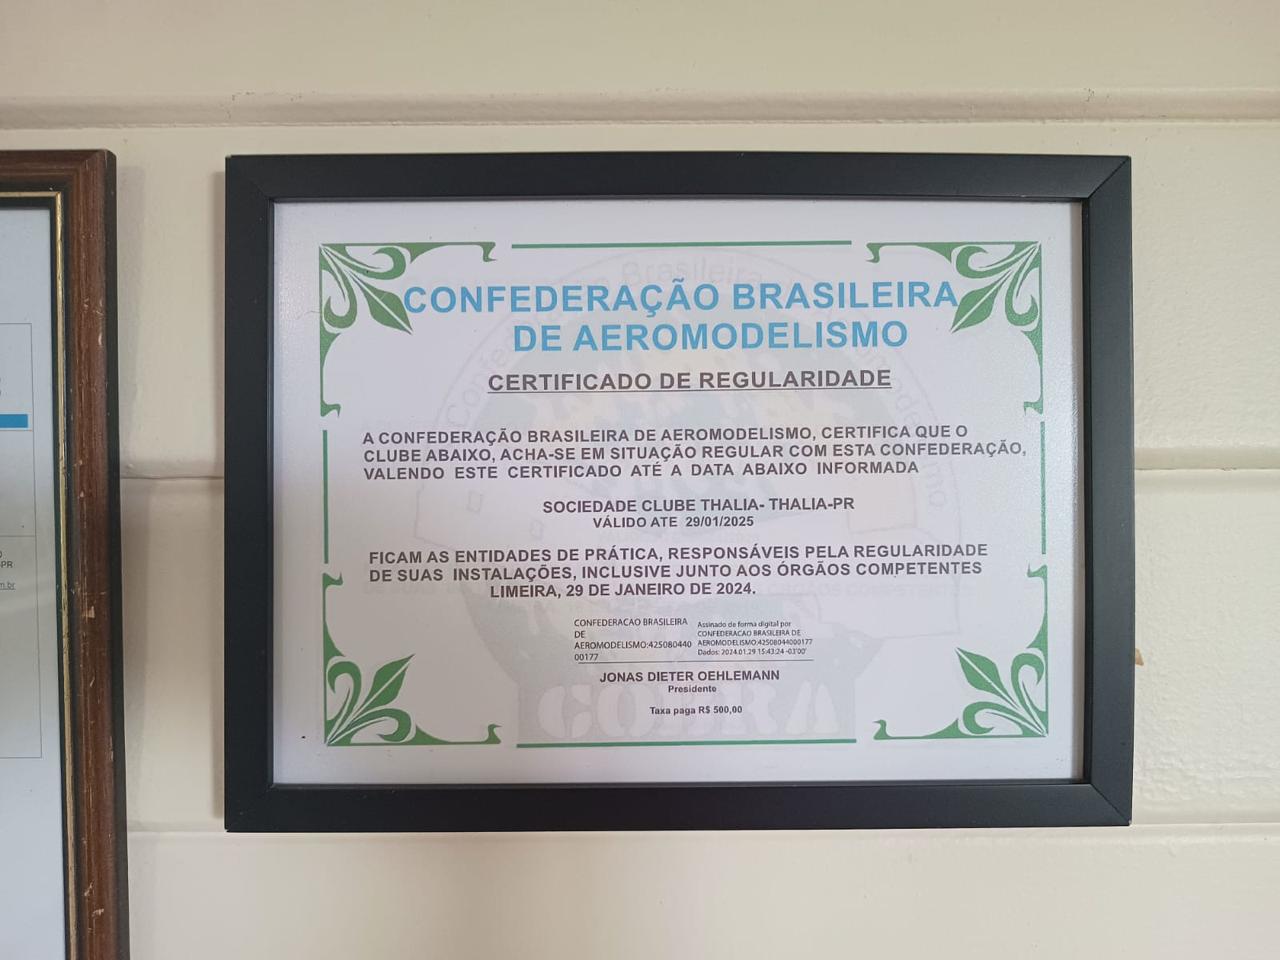 CONFEDERAÇÃO BRASILEIRA
DE AEROMODELISMO
CERTIFICADO DE REGULARIDADE
A CONFEDERAÇÃO BRASILEIRA DE AEROMODELISMO, CERTIFICA QUE O
CLUBE ABAIXO, ACHA-SE EM SITUAÇÃO REGULAR COM ESTA CONFEDERAÇÃO,
VALENDO ESTE CERTIFICADO ATÉ A DATA ABAIXO INFORMADA
SOCIEDADE CLUBE THALIA- THALIA-PR
VÁLIDO ATE 29/01/2025
FICAM AS ENTIDADES DE PRÁTICA, RESPONSÁVEIS PELA REGULARIDADE
DE SUAS INSTALAÇÕES, INCLUSIVE JUNTO AOS ÓRGÃOS COMPETENTES
LIMEIRA, 29 DE JANEIRO DE 2024.
CONFEDERACAO BRASILEIRA
DE
AEROMODELISMO:425080440
00177
Assinado de forma digital por
CONFEDERACAO BRASILEIRA DE
AEROMODELISMO:42508044000177
Dados: 2024.01.29 15:43:24 -03'00'
JONAS DIETER OEHLEMANN
Presidente
Taxa paga R$ 500,00
-PR
m.br